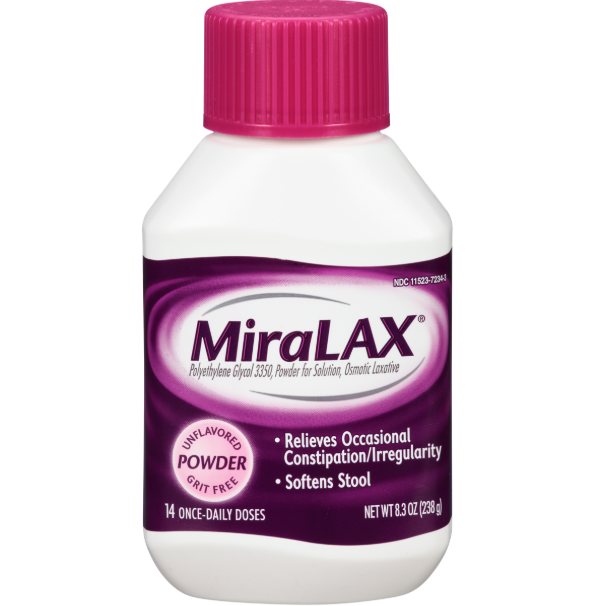 NDC 11523-7234-3
MiraLAX®
Polyethylene Glycol 3350, Powder for Solution, Osmotic Laxative
UNFLAVORED
POWDER
GRIT FREE
• Relieves Occasional
Constipation/Irregularity
• Softens Stool
14 ONCE-DAILY DOSES
NET WT 8.3 OZ (238 g)